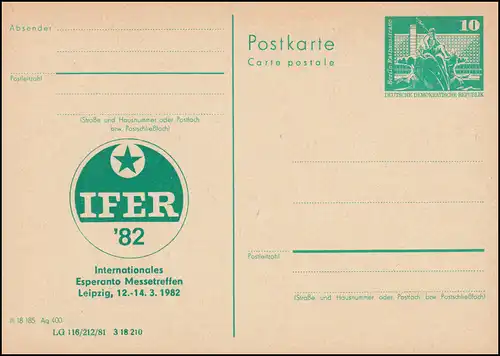 Absender
Postleitzahl
(Straße und Hausnummer oder Postfach
bzw. Postschließfach)
IFER
'82
Internationales
Esperanto Messetreffen
Leipzig, 12.-14. 3. 1982
III 18 185 Ag 400
LG 116/212/81 3 18 210
Postkarte
Carte postale
10
DEUTSCHE DEMOKRATISCHE REPUBLIK
Postleitzahl
(Straße und Hausnummer oder Postfach bzw. Postschließfach)